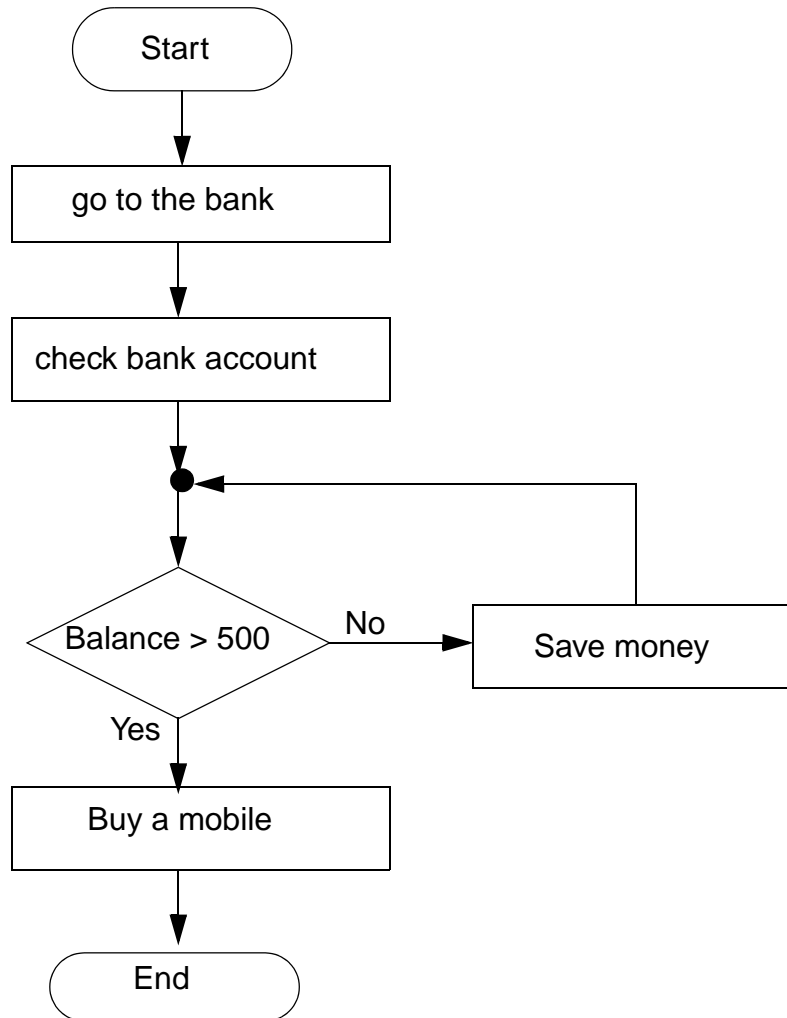 Start
go to the bank
check bank account
Balance > 500
No
Save money
Yes
Buy a mobile
End